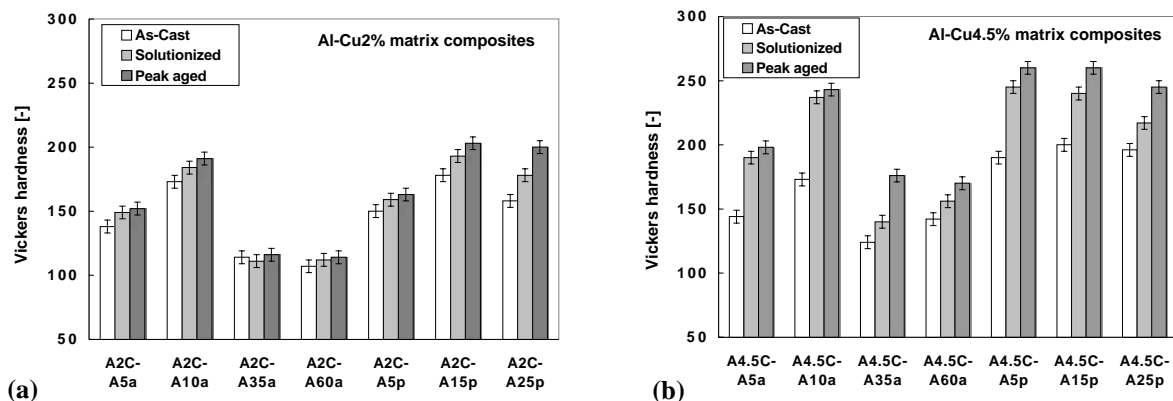 300
250
200
150
100
50
Vickers hardness [-]
As-Cast
Solutionized
Peak aged
Al-Cu2% matrix composites
A2C-
A5a
A2C-
A10a
A2C-
A35a
A2C-
A60a
A2C-
A5p
A2C-
A15p
A2C-
A25p
(a)
300
250
200
150
100
50
Vickers hardness [-]
As-Cast
Solutionized
Peak aged
Al-Cu4.5% matrix composites
A4.5C-
A5a
A4.5C-
A10a
A4.5C-
A35a
A4.5C-
A60a
A4.5C-
A5p
A4.5C-
A15p
A4.5C-
A25p
(b)